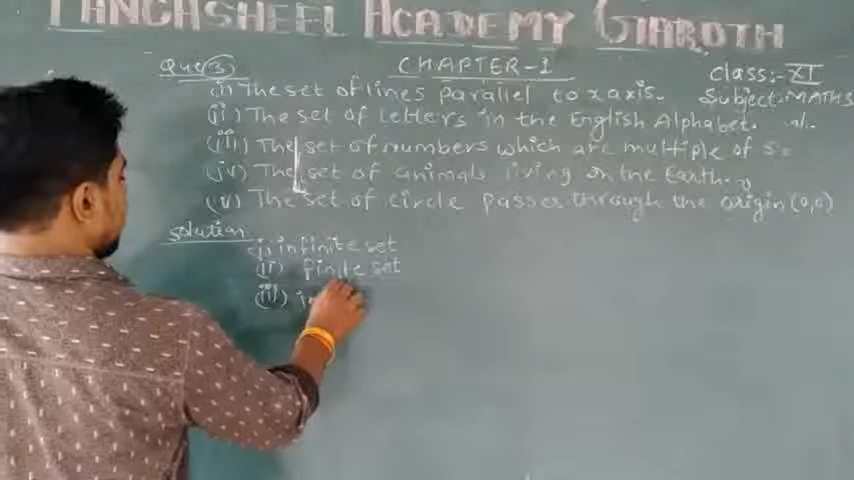 PANCHSHEEL ACADEMY GAROTH
Que (3) CHAPTER-1 Class:- XI
(i) The set of lines parallel to x axis. Subject:- MATHS
(ii) The set of Letters in the English Alphabet.
(iii) The set of numbers which are multiple of 5.
(iv) The set of animals living on the Earth.
(v) The set of circle passes through the origin (0,0)
Solution
(i) infinite set
(ii) finite set
(iii) in